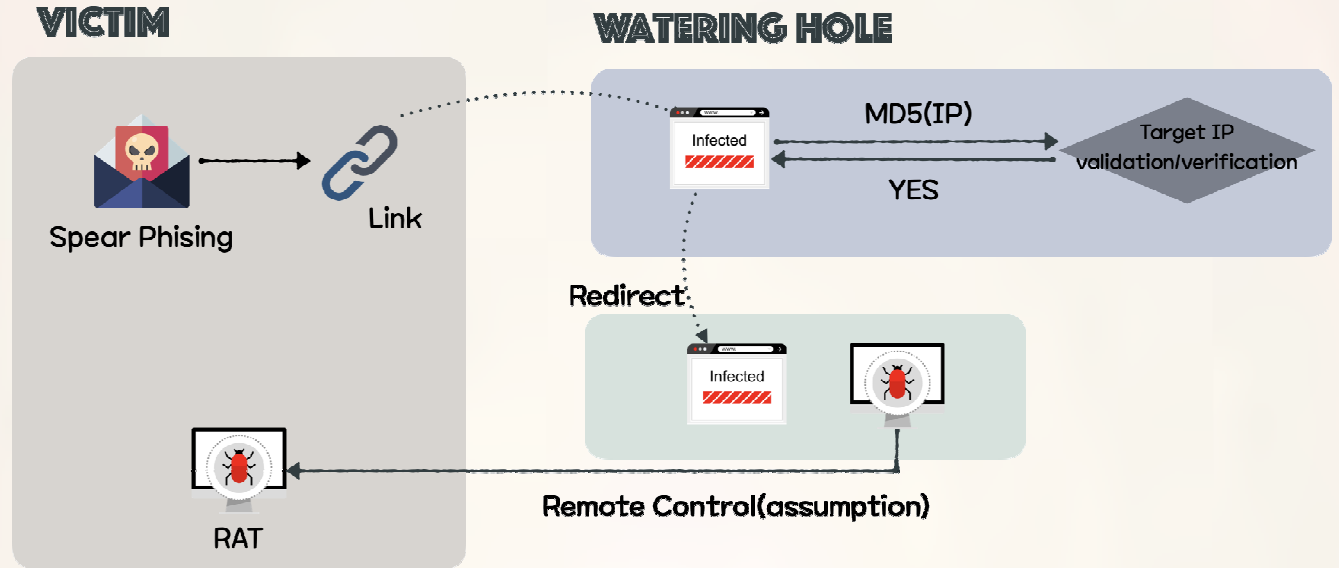 VICTIM
WATERING HOLE
www
Infected
MD5(IP)
YES
Target IP
validation/verification
Spear Phising
Link
Redirect
www
Infected
RAT
Remote Control(assumption)